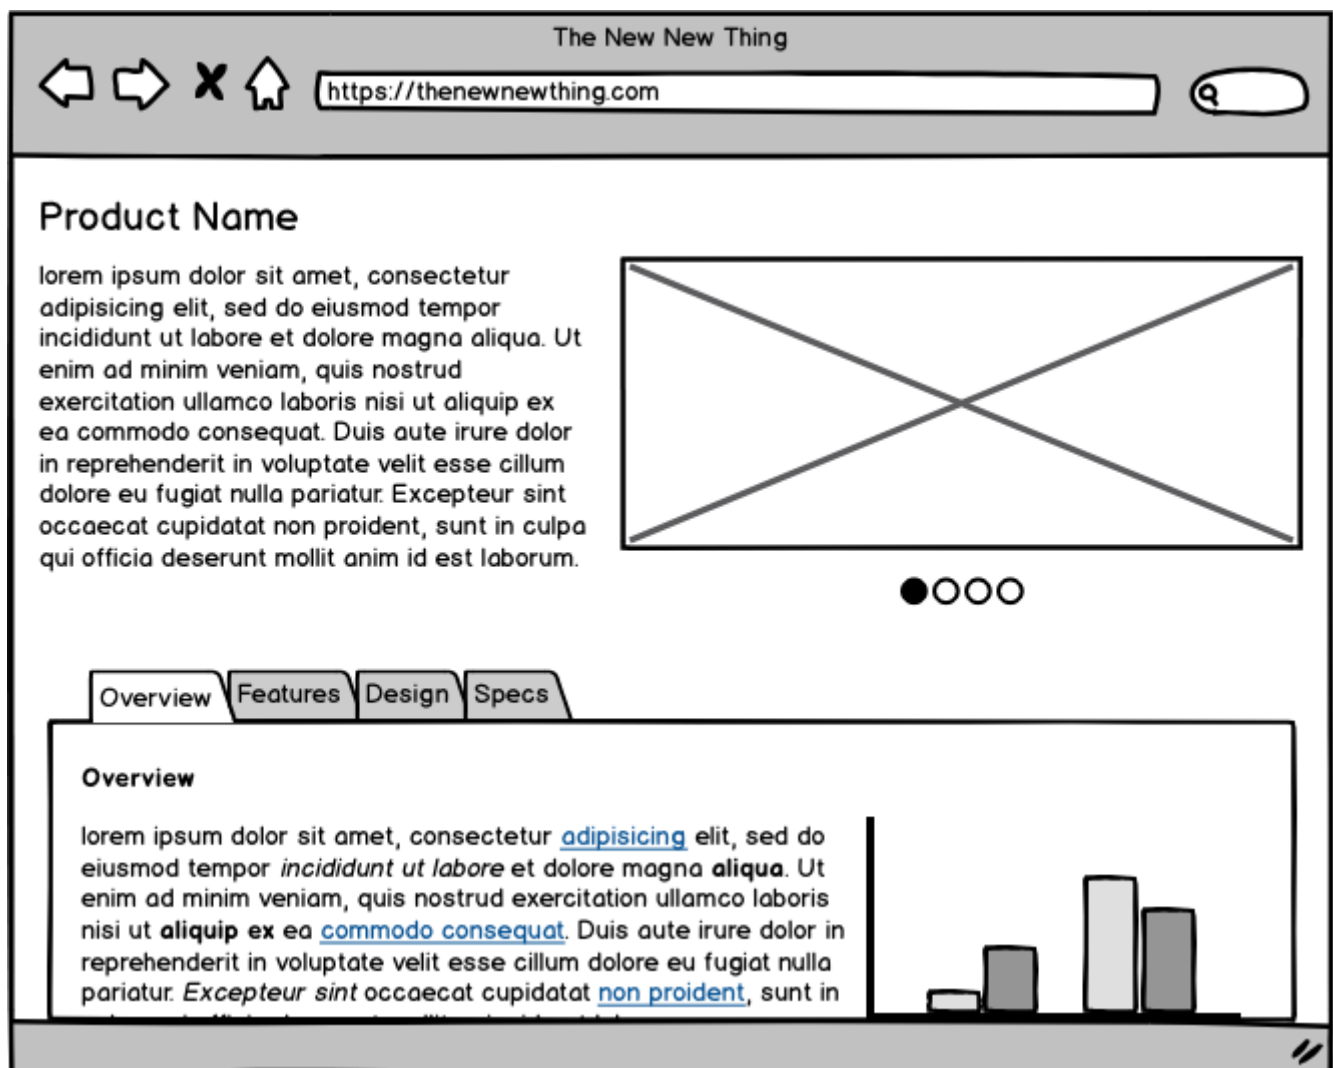 The New New Thing
https://thenewnewthing.com
Product Name
lorem ipsum dolor sit amet, consectetur
adipisicing elit, sed do eiusmod tempor
incididunt ut labore et dolore magna aliqua. Ut
enim ad minim veniam, quis nostrud
exercitation ullamco laboris nisi ut aliquip ex
ea commodo consequat. Duis aute irure dolor
in reprehenderit in voluptate velit esse cillum
dolore eu fugiat nulla pariatur. Excepteur sint
occaecat cupidatat non proident, sunt in culpa
qui officia deserunt mollit anim id est laborum.
Overview Features Design Specs
Overview
lorem ipsum dolor sit amet, consectetur adipisicing elit, sed do
eiusmod tempor incididunt ut labore et dolore magna aliqua. Ut
enim ad minim veniam, quis nostrud exercitation ullamco laboris
nisi ut aliquip ex ea commodo consequat. Duis aute irure dolor in
reprehenderit in voluptate velit esse cillum dolore eu fugiat nulla
pariatur. Excepteur sint occaecat cupidatat non proident, sunt in